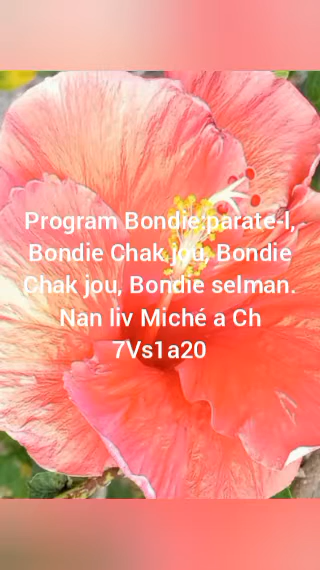 Program Bondie parate-l,
Bondie Chak jou, Bondie
Chak jou, Bondie selman.
Nan liv Miché a Ch
7Vs1a20